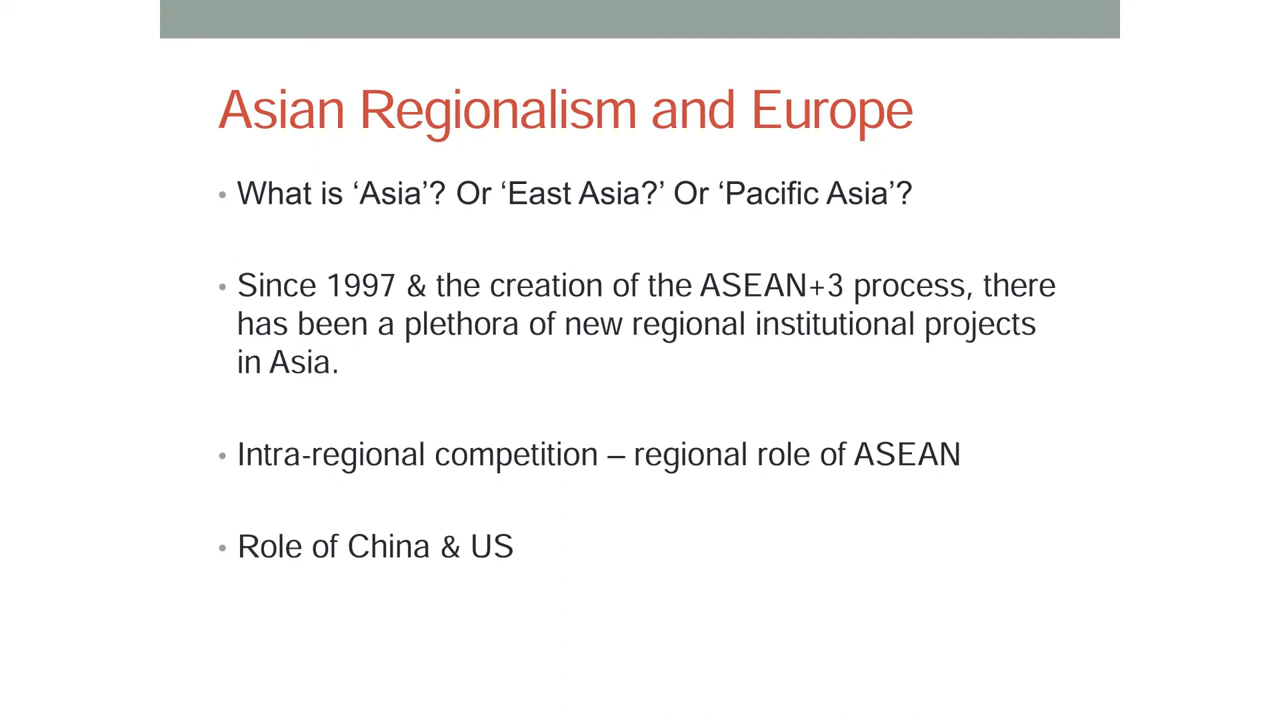 Asian Regionalism and Europe
• What is ‘Asia’? Or ‘East Asia?’ Or ‘Pacific Asia’?
• Since 1997 & the creation of the ASEAN+3 process, there
has been a plethora of new regional institutional projects
in Asia.
• Intra-regional competition – regional role of ASEAN
• Role of China & US